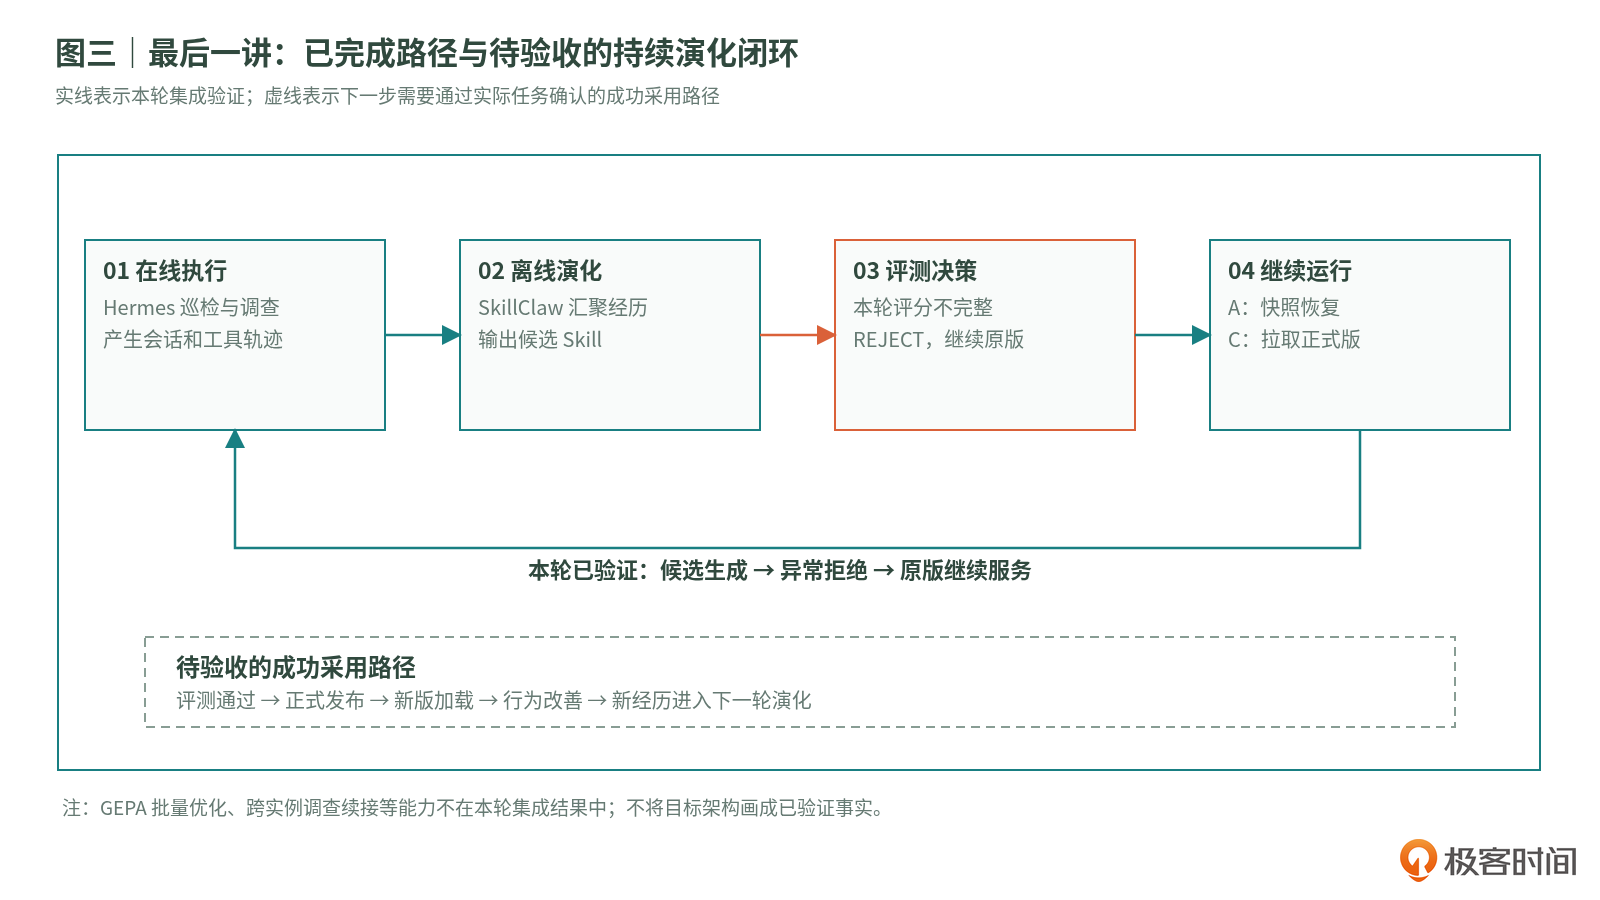 图三｜最后一讲：已完成路径与待验收的持续演化闭环
实线表示本轮集成验证；虚线表示下一步需要通过实际任务确认的成功采用路径
01 在线执行
Hermes 巡检与调查
产生会话和工具轨迹
02 离线演化
SkillClaw 汇聚经历
输出候选 Skill
03 评测决策
本轮评分不完整
REJECT，继续原版
04 继续运行
A：快照恢复
C：拉取正式版
本轮已验证：候选生成 → 异常拒绝 → 原版继续服务
待验收的成功采用路径
评测通过 → 正式发布 → 新版加载 → 行为改善 → 新经历进入下一轮演化
注：GEPA 批量优化、跨实例调查续接等能力不在本轮集成结果中；不将目标架构画成已验证事实。
极客时间